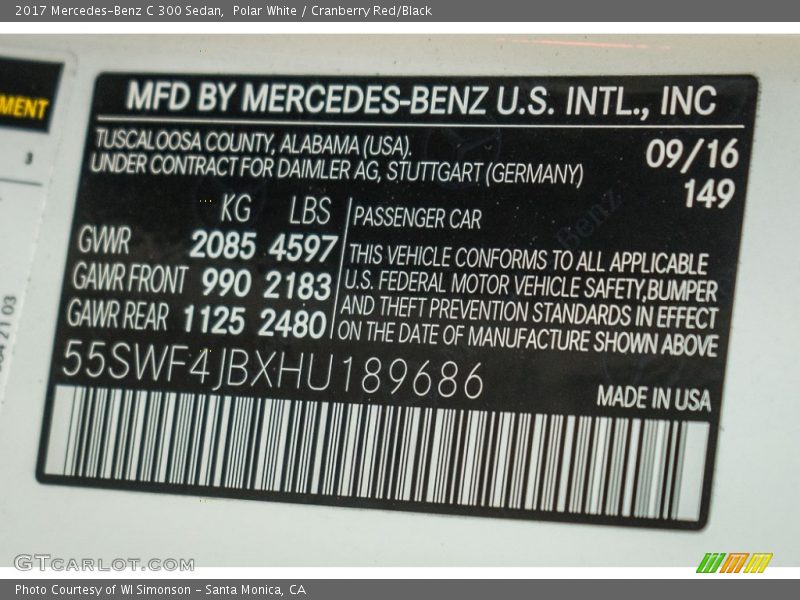 2017 Mercedes-Benz C 300 Sedan, Polar White / Cranberry Red/Black
MENT
3
MFD BY MERCEDES-BENZ U.S. INTL., INC
TUSCALOOSA COUNTY, ALABAMA (USA).
UNDER CONTRACT FOR DAIMLER AG, STUTTGART (GERMANY)
09/16
149
KG LBS
GVWR 2085 4597
GAWR FRONT 990 2183
GAWR REAR 1125 2480
PASSENGER CAR
THIS VEHICLE CONFORMS TO ALL APPLICABLE
U.S. FEDERAL MOTOR VEHICLE SAFETY,BUMPER
AND THEFT PREVENTION STANDARDS IN EFFECT
ON THE DATE OF MANUFACTURE SHOWN ABOVE
55SWF4JBXHU189686
MADE IN USA
GTCARLOT.COM
Photo Courtesy of WI Simonson - Santa Monica, CA